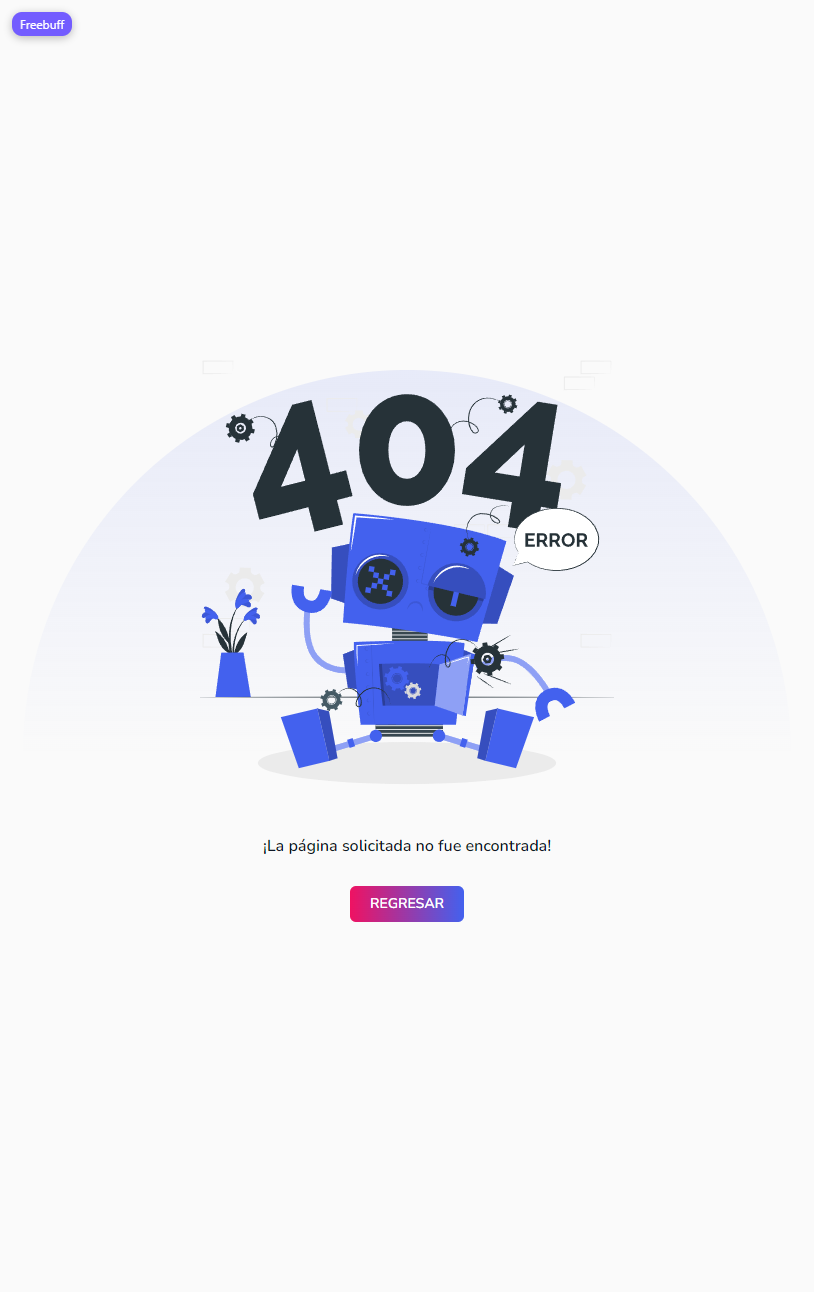 Freebuff
404
ERROR
¡La página solicitada no fue encontrada!
REGRESAR